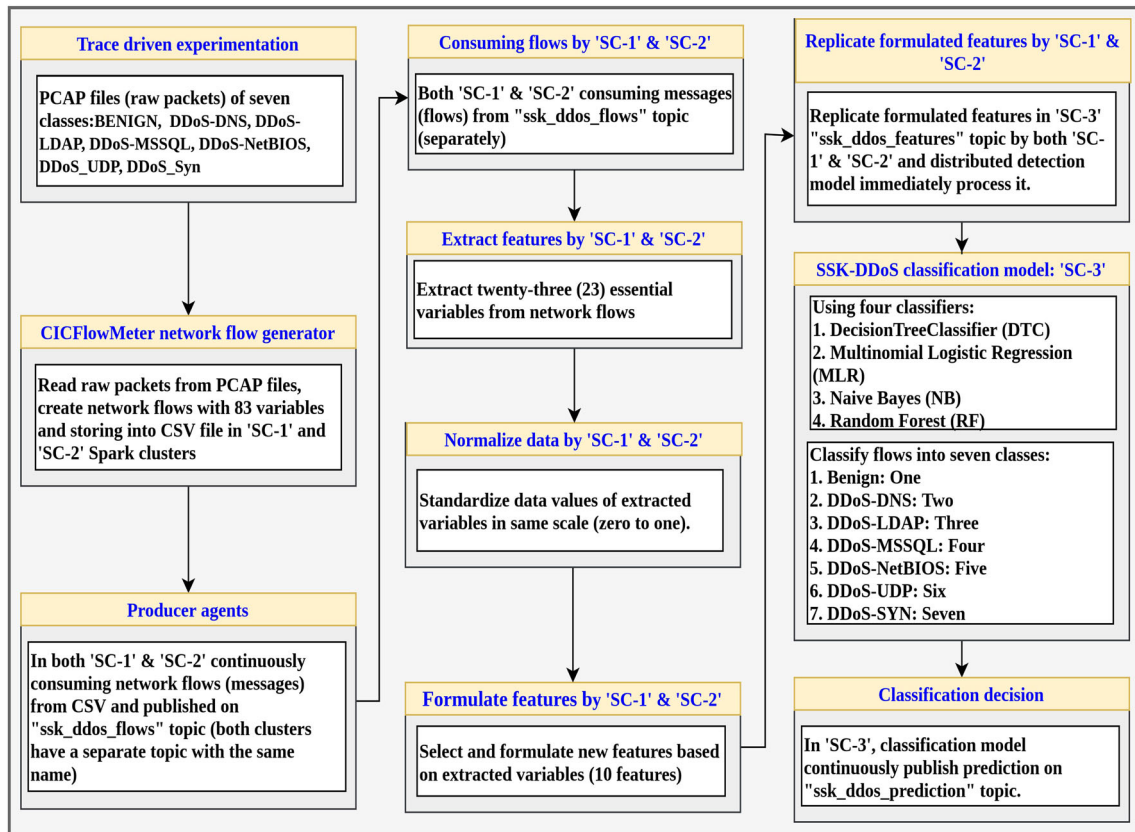 Trace driven experimentation
PCAP files (raw packets) of seven
classes:BENIGN, DDoS-DNS, DDoS-
LDAP, DDoS-MSSQL, DDoS-NetBIOS,
DDoS_UDP, DDoS_Syn
CICFlowMeter network flow generator
Read raw packets from PCAP files,
create network flows with 83 variables
and storing into CSV file in 'SC-1' and
'SC-2' Spark clusters
Producer agents
In both 'SC-1' & 'SC-2' continuously
consuming network flows (messages)
from CSV and published on
"ssk_ddos_flows" topic (both clusters
have a separate topic with the same
name)
Consuming flows by 'SC-1' & 'SC-2'
Both 'SC-1' & 'SC-2' consuming messages
(flows) from "ssk_ddos_flows" topic
(separately)
Extract features by 'SC-1' & 'SC-2'
Extract twenty-three (23) essential
variables from network flows
Normalize data by 'SC-1' & 'SC-2'
Standardize data values of extracted
variables in same scale (zero to one).
Formulate features by 'SC-1' & 'SC-2'
Select and formulate new features based
on extracted variables (10 features)
Replicate formulated features by 'SC-1' &
'SC-2'
Replicate formulated features in 'SC-3'
"ssk_ddos_features" topic by both 'SC-
1' & 'SC-2' and distributed detection
model immediately process it.
SSK-DDoS classification model: 'SC-3'
Using four classifiers:
1. DecisionTreeClassifier (DTC)
2. Multinomial Logistic Regression
(MLR)
3. Naive Bayes (NB)
4. Random Forest (RF)
Classify flows into seven classes:
1. Benign: One
2. DDoS-DNS: Two
3. DDoS-LDAP: Three
4. DDoS-MSSQL: Four
5. DDoS-NetBIOS: Five
6. DDoS-UDP: Six
7. DDoS-SYN: Seven
Classification decision
In 'SC-3', classification model
continuously publish prediction on
"ssk_ddos_prediction" topic.